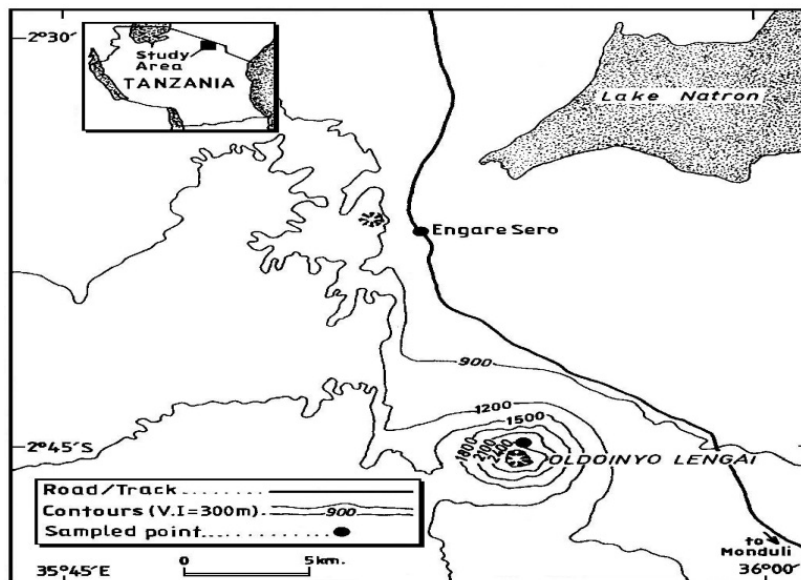 2°30'
Study
Area
TANZANIA
Lake Natron
Engare Sero
900
1200
1500
1800
2100
2400
2°45'S
OLDOINYO LENGAI
Road/Track
Contours (V.I=300m) 900
Sampled point
0 5km.
to
Monduli
35°45'E
36°00'